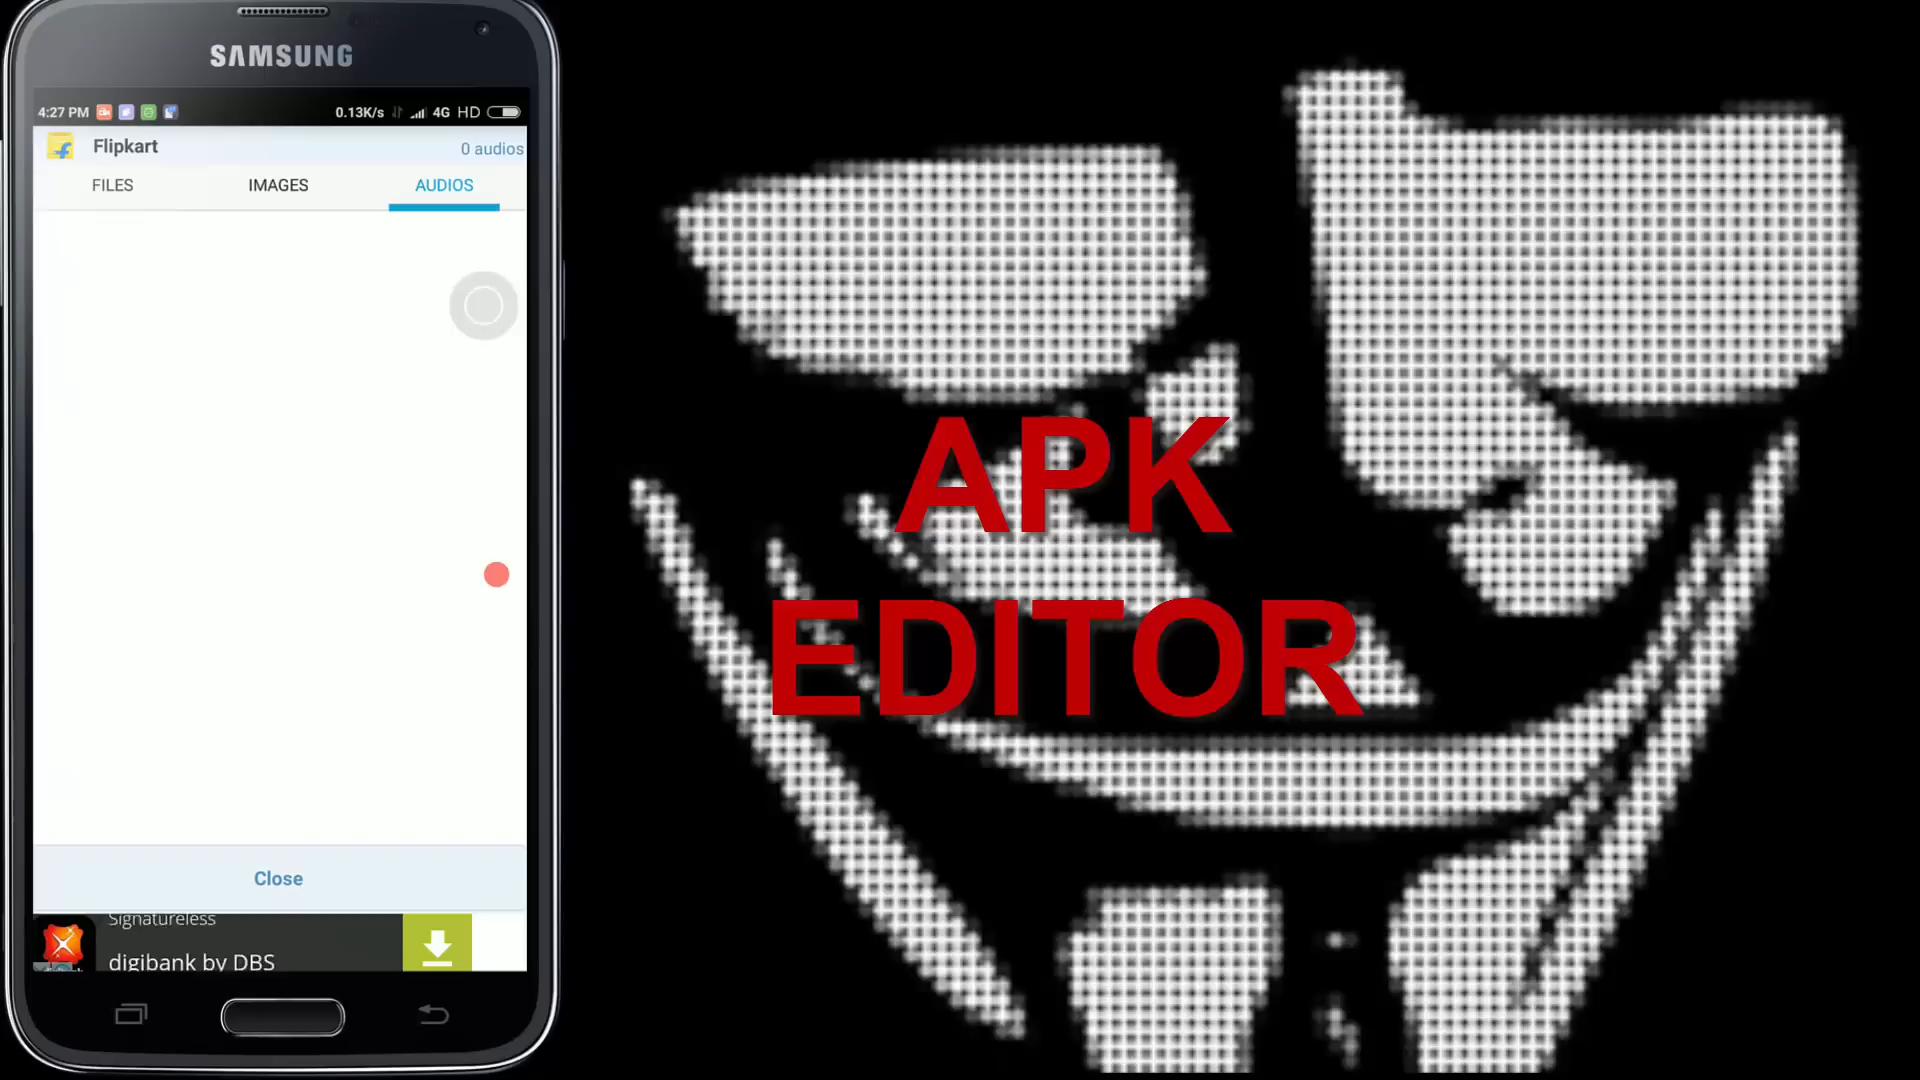 SAMSUNG
4:27 PM 0.13K/s 4G HD
Flipkart 0 audios
FILES IMAGES AUDIOS
Close
Signatureless
digibank by DBS
APK
EDITOR